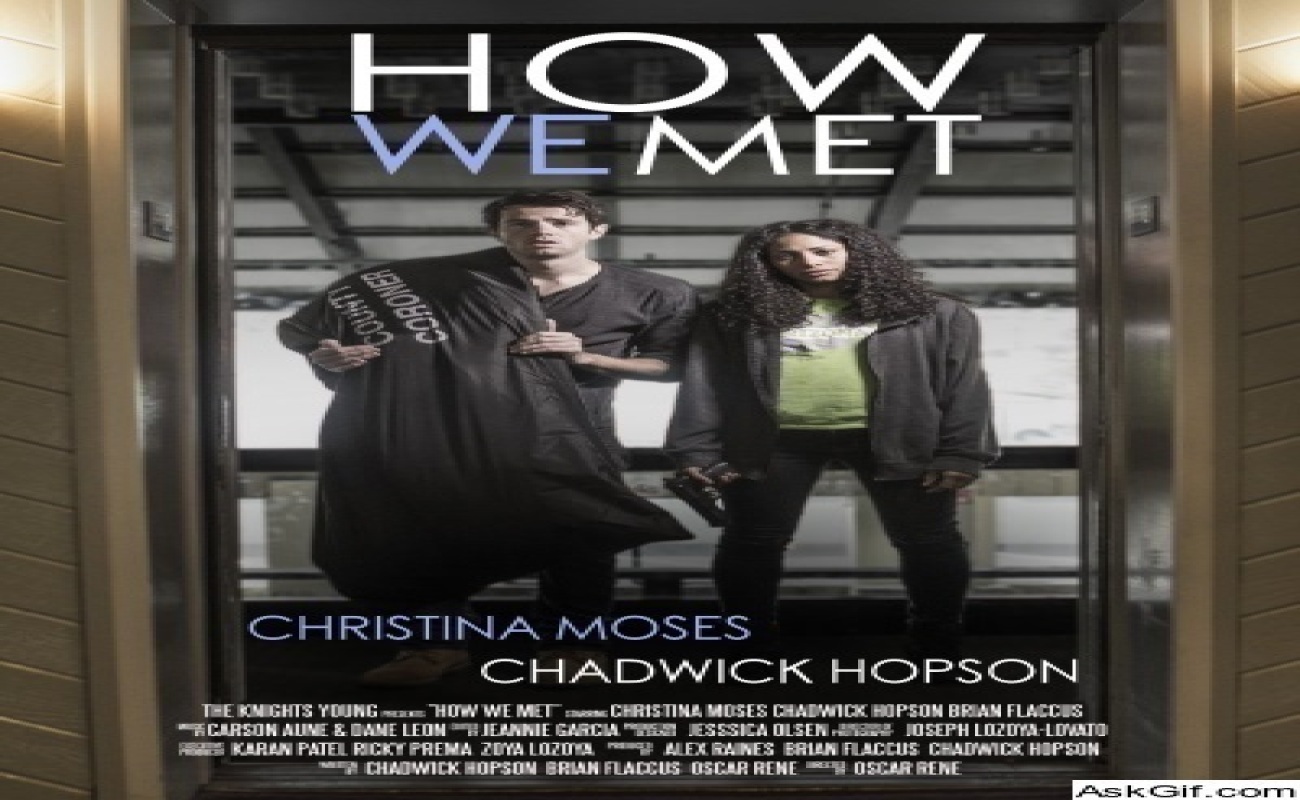 HOW
WE MET
COUNTY
CORONER
CHRISTINA MOSES
CHADWICK HOPSON
THE KNIGHTS YOUNG PRESENTS "HOW WE MET" CHRISTINA MOSES CHADWICK HOPSON BRIAN FLACCUS
CARSON AUNE & DANE LEON JEANNIE GARCIA JESSSICA OLSEN JOSEPH LOZOYA-LOVATO
KARAN PATEL RICKY PREMA ZOYA LOZOYA ALEX RAINES BRIAN FLACCUS CHADWICK HOPSON
CHADWICK HOPSON BRIAN FLACCUS OSCAR RENE OSCAR RENE
AskGif.com